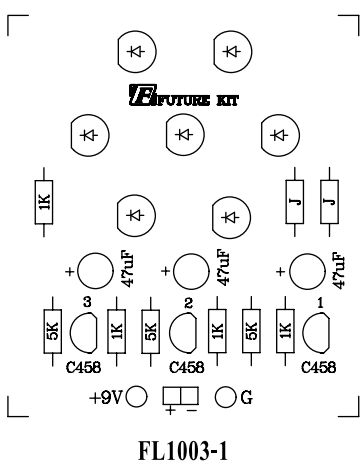 FUTURE KIT
1K
J
J
+
47uF
+
47uF
+
47uF
3
2
1
5K
1K
5K
1K
5K
1K
C458
C458
C458
+9V
+ −
G
FL1003-1